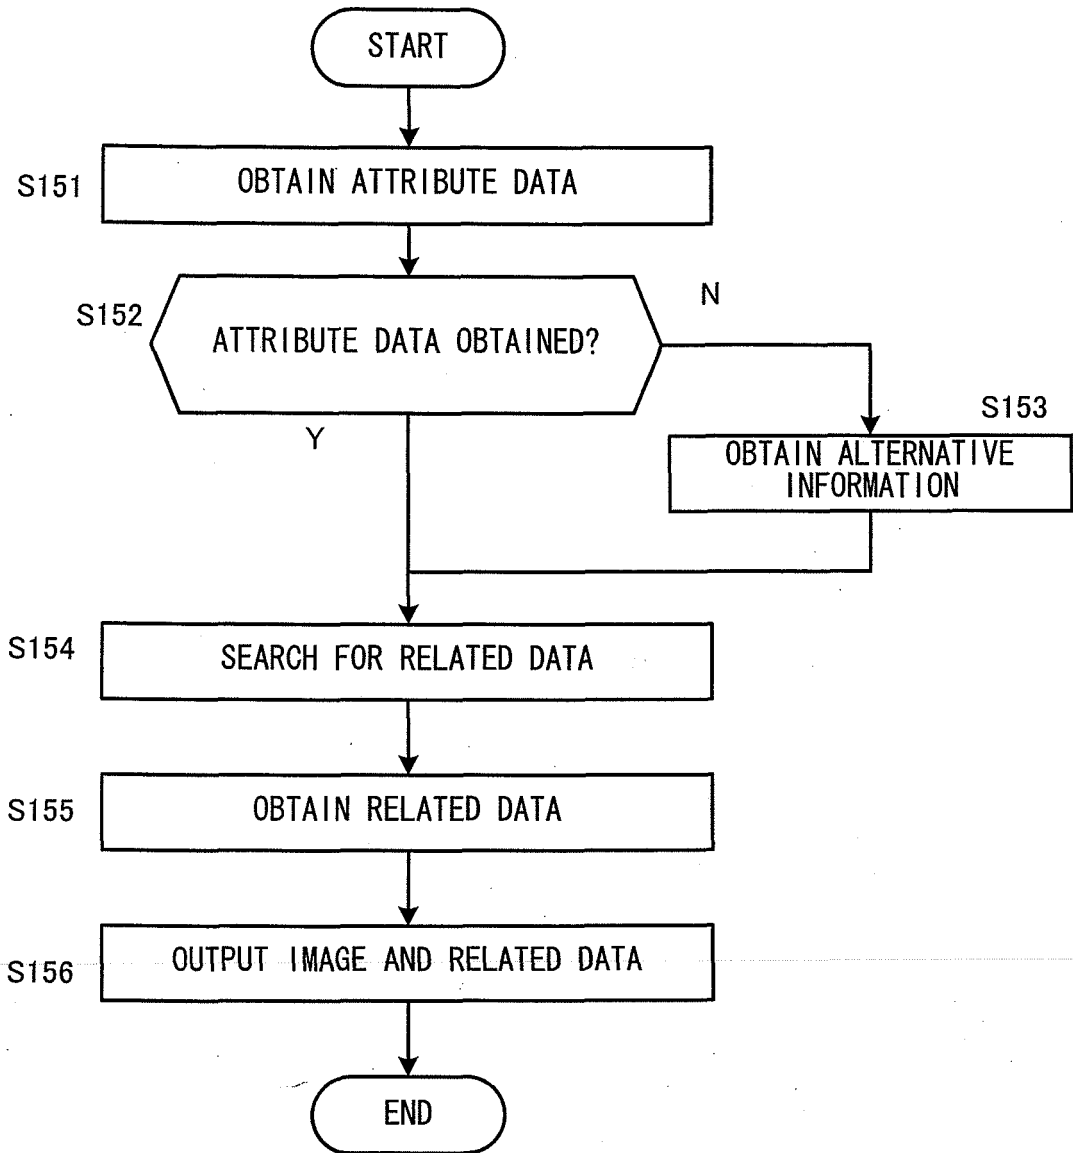 START
S151
OBTAIN ATTRIBUTE DATA
S152
ATTRIBUTE DATA OBTAINED?
N
Y
S153
OBTAIN ALTERNATIVE
INFORMATION
S154
SEARCH FOR RELATED DATA
S155
OBTAIN RELATED DATA
S156
OUTPUT IMAGE AND RELATED DATA
END